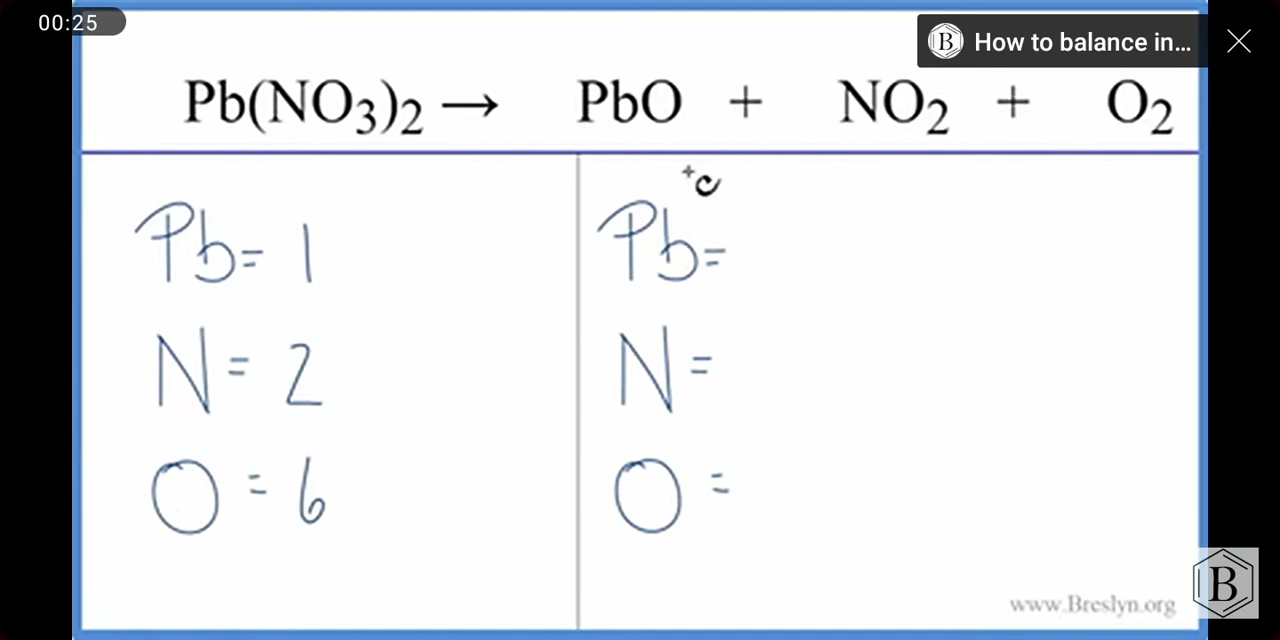 00:25
B How to balance in...
Pb(NO3)2 → PbO + NO2 + O2
Pb= 1
N = 2
O = 6
Pb=
N =
O =
B
www.Breslyn.org